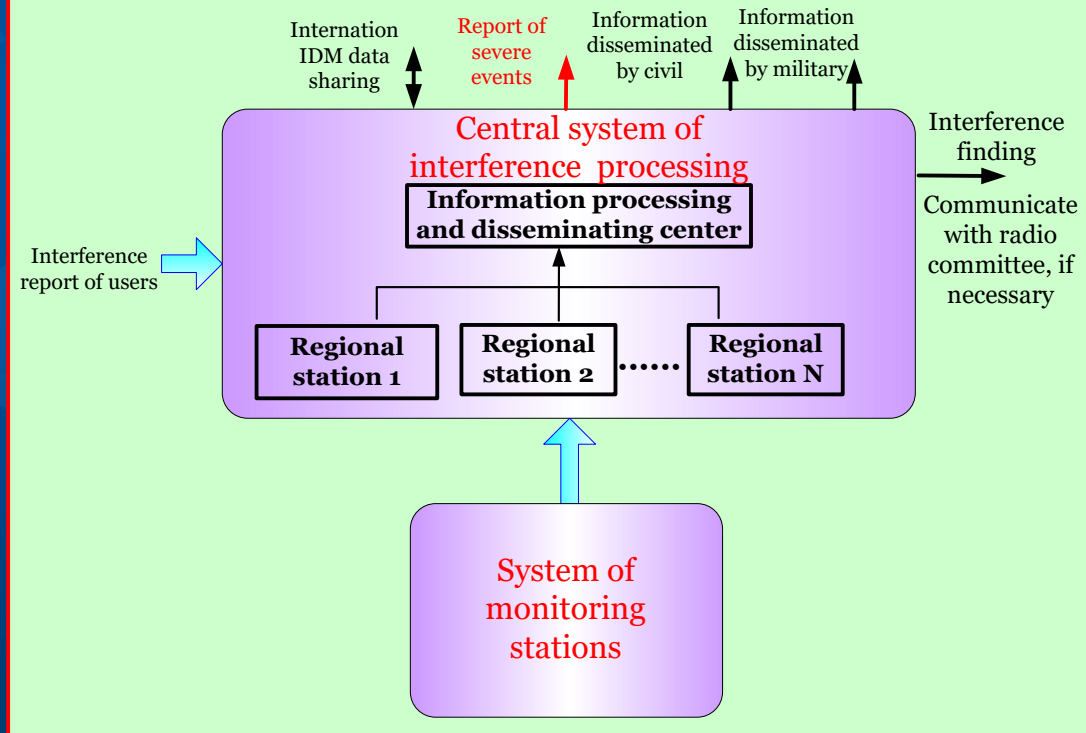 Internation
IDM data
sharing
Report of
severe
events
Information
disseminated
by civil
Information
disseminated
by military
Central system of
interference processing
Interference
finding
Communicate
with radio
committee, if
necessary
Information processing
and disseminating center
Interference
report of users
Regional
station 1
Regional
station 2
......
Regional
station N
System of
monitoring
stations